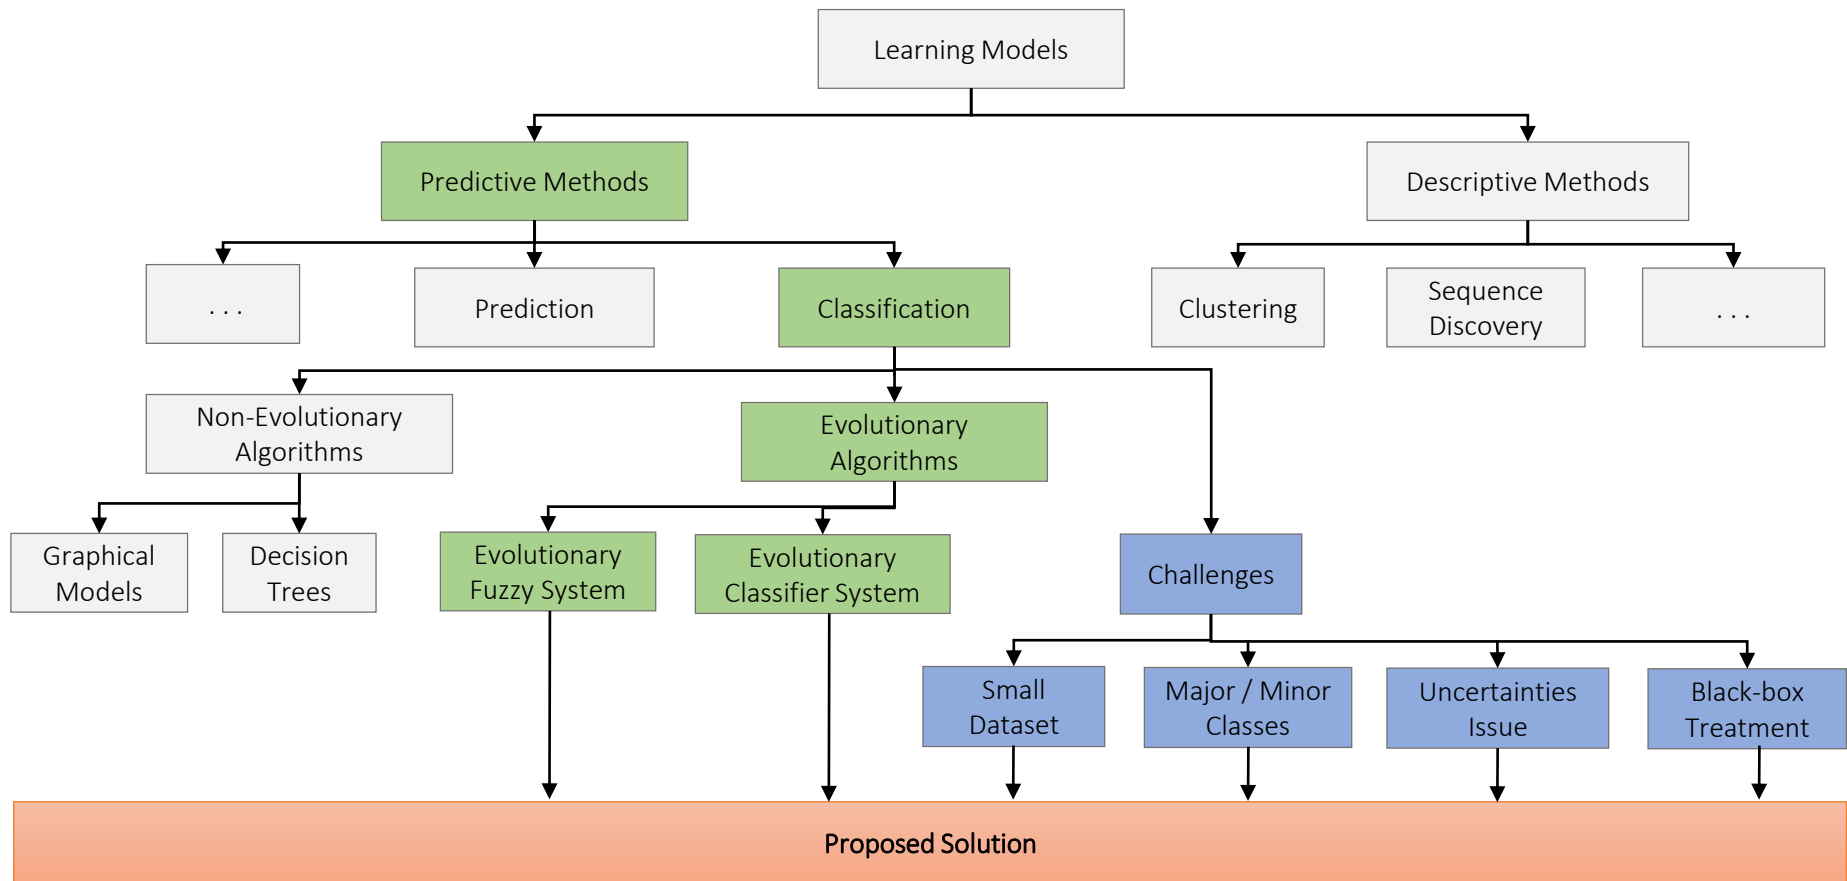 Learning Models
Predictive Methods
Descriptive Methods
. . .
Prediction
Classification
Clustering
Sequence
Discovery
. . .
Non-Evolutionary
Algorithms
Evolutionary
Algorithms
Graphical
Models
Decision
Trees
Evolutionary
Fuzzy System
Evolutionary
Classifier System
Challenges
Small
Dataset
Major / Minor
Classes
Uncertainties
Issue
Black-box
Treatment
Proposed Solution